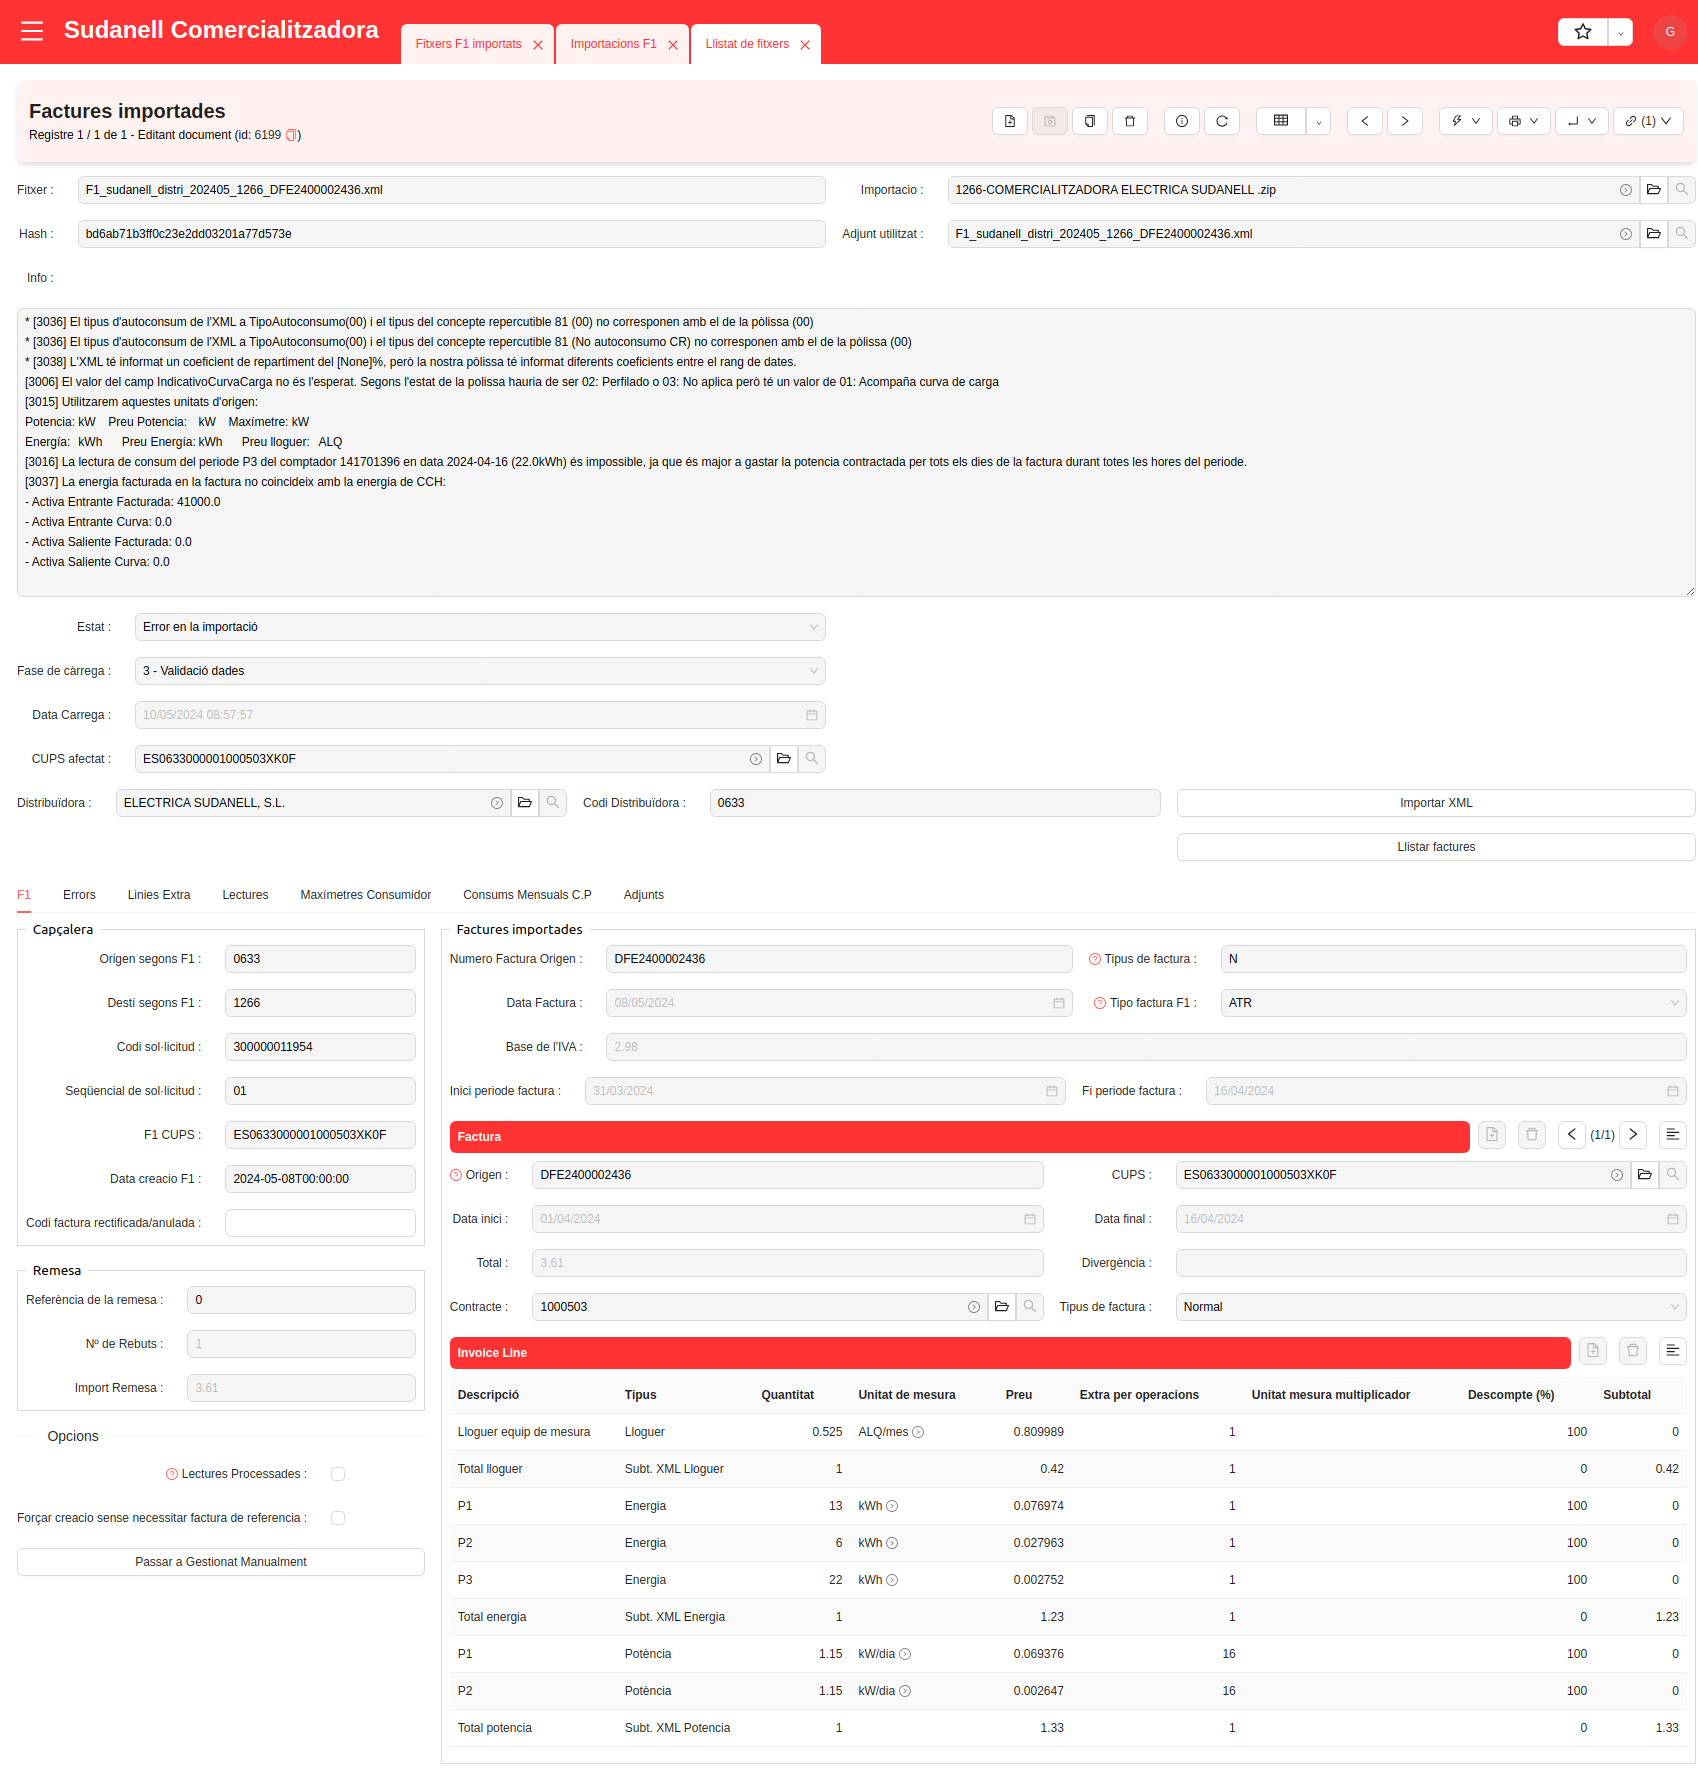 Sudanell Comercialitzadora
Fitxers F1 importats
Importacions F1
Llistat de fitxers
G
Factures importades
Registre 1 / 1 de 1 - Editant document (id: 6199)
(1)
Fitxer : F1_sudanell_distri_202405_1266_DFE2400002436.xml
Importacio : 1266-COMERCIALITZADORA ELECTRICA SUDANELL .zip
Hash : bd6ab71b3ff0c23e2dd03201a77d573e
Adjunt utilitzat : F1_sudanell_distri_202405_1266_DFE2400002436.xml
Info :
* [3036] El tipus d'autoconsum de l'XML a TipoAutoconsumo(00) i el tipus del concepte repercutible 81 (00) no corresponen amb el de la pòlissa (00)
* [3036] El tipus d'autoconsum de l'XML a TipoAutoconsumo(00) i el tipus del concepte repercutible 81 (No autoconsumo CR) no corresponen amb el de la pòlissa (00)
* [3038] L'XML té informat un coeficient de repartiment del [None]%, però la nostra pòlissa té informat diferents coeficients entre el rang de dates.
[3006] El valor del camp IndicativoCurvaCarga no és l'esperat. Segons l'estat de la polissa hauria de ser 02: Perfilado o 03: No aplica però té un valor de 01: Acompaña curva de carga
[3015] Utilitzarem aquestes unitats d'origen:
Potencia: kW Preu Potencia: kW Maxímetre: kW
Energía: kWh Preu Energía: kWh Preu lloguer: ALQ
[3016] La lectura de consum del periode P3 del comptador 141701396 en data 2024-04-16 (22.0kWh) és impossible, ja que és major a gastar la potencia contractada per tots els dies de la factura durant totes les hores del periode.
[3037] La energia facturada en la factura no coincideix amb la energia de CCH:
- Activa Entrante Facturada: 41000.0
- Activa Entrante Curva: 0.0
- Activa Saliente Facturada: 0.0
- Activa Saliente Curva: 0.0
Estat : Error en la importació
Fase de càrrega : 3 - Validació dades
Data Carrega : 10/05/2024 08:57:57
CUPS afectat : ES0633000001000503XK0F
Distribuïdora : ELECTRICA SUDANELL, S.L.
Codi Distribuïdora : 0633
Importar XML
Llistar factures
F1 Errors Linies Extra Lectures Maxímetres Consumidor Consums Mensuals C.P Adjunts
Capçalera
Origen segons F1 : 0633
Destí segons F1 : 1266
Codi sol·licitud : 300000011954
Seqüencial de sol·licitud : 01
F1 CUPS : ES0633000001000503XK0F
Data creacio F1 : 2024-05-08T00:00:00
Codi factura rectificada/anulada :
Remesa
Referència de la remesa : 0
Nº de Rebuts : 1
Import Remesa : 3.61
Opcions
Lectures Processades :
Forçar creacio sense necessitar factura de referencia :
Passar a Gestionat Manualment
Factures importades
Numero Factura Origen : DFE2400002436
Tipus de factura : N
Data Factura : 08/05/2024
Tipo factura F1 : ATR
Base de l'IVA : 2.98
Inici periode factura : 31/03/2024
Fi periode factura : 16/04/2024
Factura
(1/1)
Origen : DFE2400002436
CUPS : ES0633000001000503XK0F
Data inici : 01/04/2024
Data final : 16/04/2024
Total : 3.61
Divergència :
Contracte : 1000503
Tipus de factura : Normal
Invoice Line
Descripció Tipus Quantitat Unitat de mesura Preu Extra per operacions Unitat mesura multiplicador Descompte (%) Subtotal
Lloguer equip de mesura Lloguer 0.525 ALQ/mes 0.809989 1 100 0
Total lloguer Subt. XML Lloguer 1 0.42 1 0 0.42
P1 Energia 13 kWh 0.076974 1 100 0
P2 Energia 6 kWh 0.027963 1 100 0
P3 Energia 22 kWh 0.002752 1 100 0
Total energia Subt. XML Energia 1 1.23 1 0 1.23
P1 Potència 1.15 kW/dia 0.069376 16 100 0
P2 Potència 1.15 kW/dia 0.002647 16 100 0
Total potencia Subt. XML Potencia 1 1.33 1 0 1.33